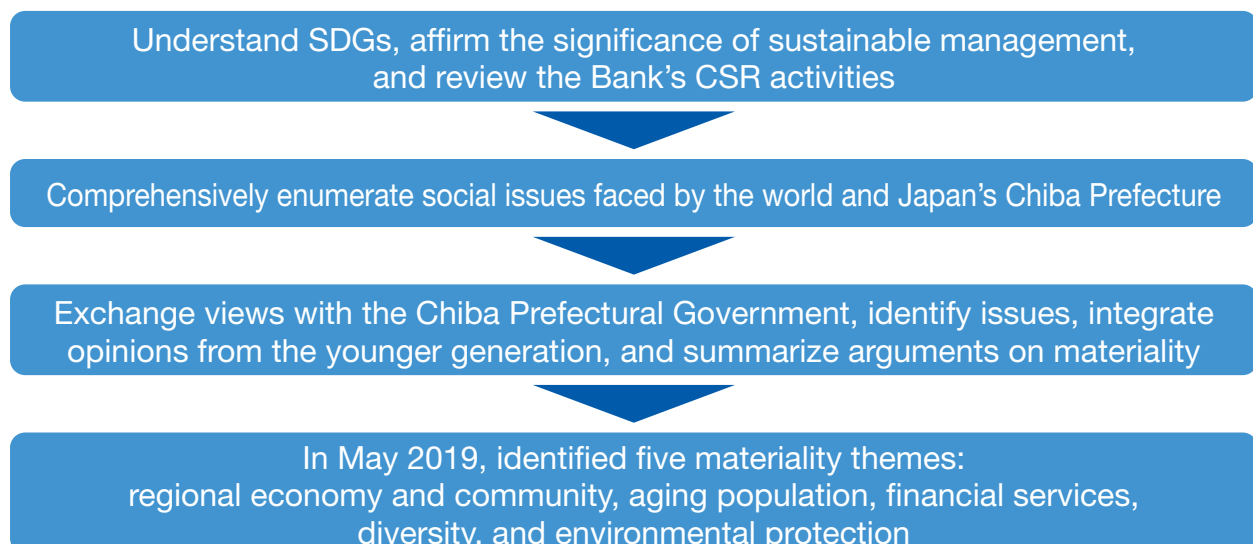 Understand SDGs, affirm the significance of sustainable management,
and review the Bank's CSR activities
Comprehensively enumerate social issues faced by the world and Japan's Chiba Prefecture
Exchange views with the Chiba Prefectural Government, identify issues, integrate
opinions from the younger generation, and summarize arguments on materiality
In May 2019, identified five materiality themes:
regional economy and community, aging population, financial services,
diversity, and environmental protection